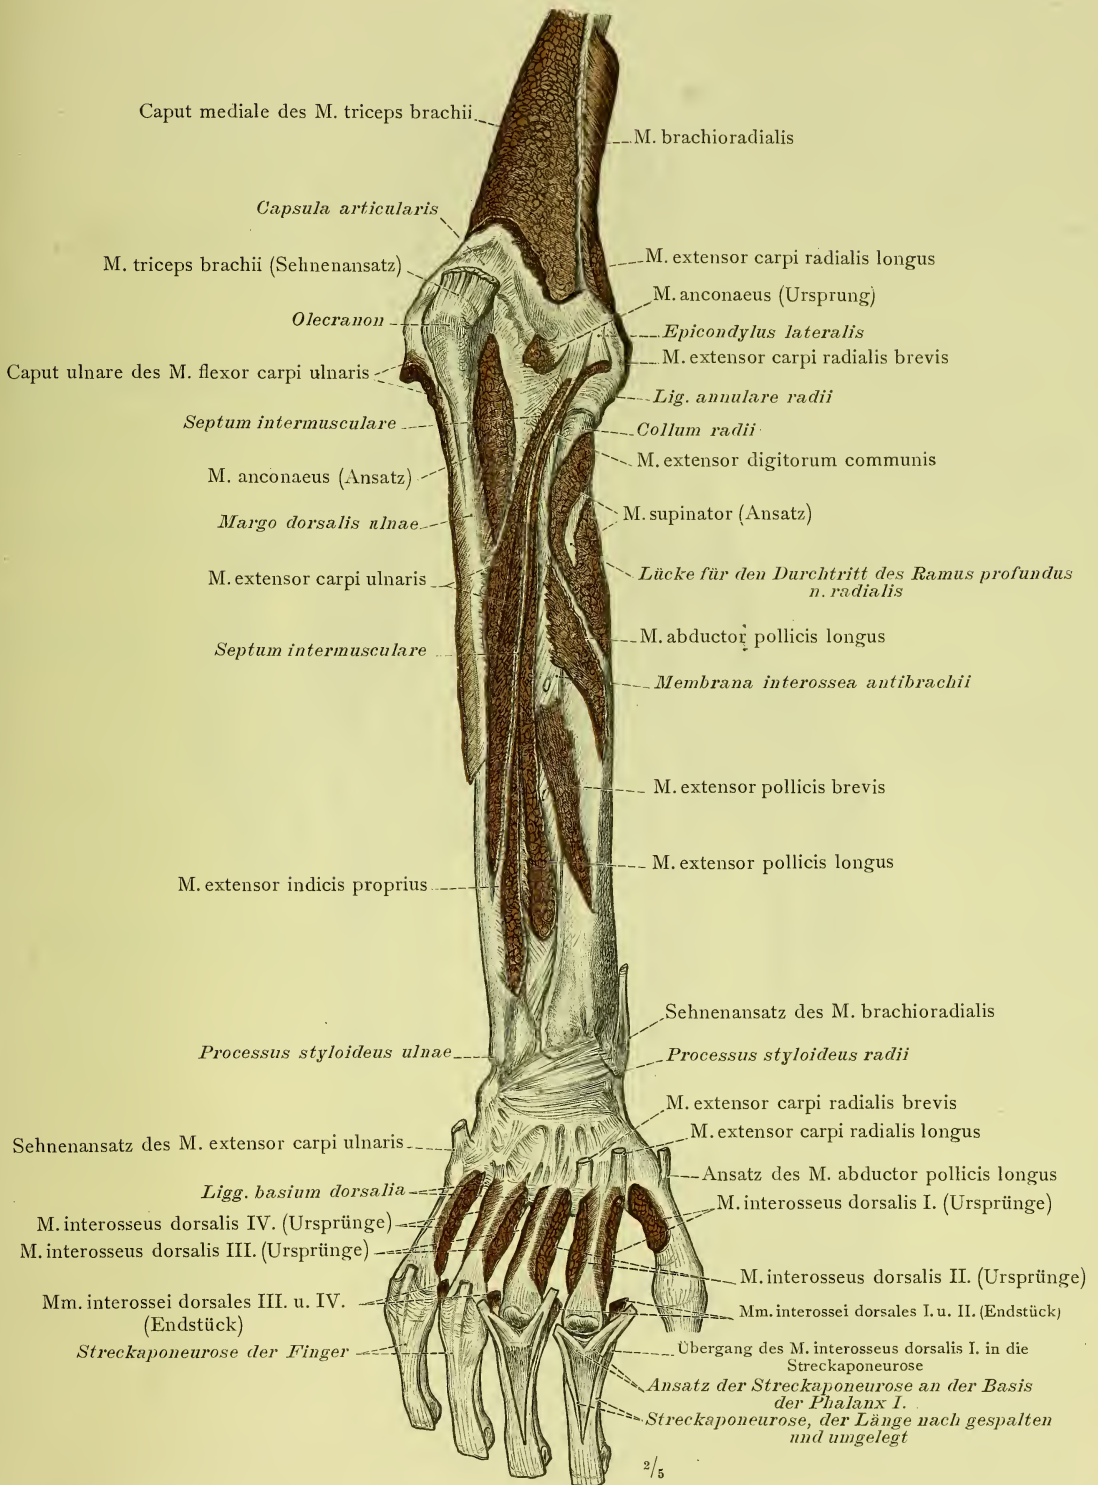 Caput mediale des M. triceps brachii
M. brachioradialis
Capsula articularis
M. triceps brachii (Sehnenansatz)
M. extensor carpi radialis longus
M. anconaeus (Ursprung)
Olecranon
Epicondylus lateralis
M. extensor carpi radialis brevis
Caput ulnare des M. flexor carpi ulnaris
Lig. annulare radii
Septum intermusculare
Collum radii
M. extensor digitorum communis
M. anconaeus (Ansatz)
M. supinator (Ansatz)
Margo dorsalis ulnae
M. extensor carpi ulnaris
Lücke für den Durchtritt des Ramus profundus
n. radialis
M. abductor pollicis longus
Septum intermusculare
Membrana interossea antibrachii
M. extensor pollicis brevis
M. extensor pollicis longus
M. extensor indicis proprius
Sehnenansatz des M. brachioradialis
Processus styloideus ulnae
Processus styloideus radii
M. extensor carpi radialis brevis
M. extensor carpi radialis longus
Sehnenansatz des M. extensor carpi ulnaris
Ansatz des M. abductor pollicis longus
Ligg. basium dorsalia
M. interosseus dorsalis I. (Ursprünge)
M. interosseus dorsalis IV. (Ursprünge)
M. interosseus dorsalis III. (Ursprünge)
M. interosseus dorsalis II. (Ursprünge)
Mm. interossei dorsales III. u. IV.
(Endstück)
Mm. interossei dorsales I. u. II. (Endstück)
Streckaponeurose der Finger
Übergang des M. interosseus dorsalis I. in die
Streckaponeurose
Ansatz der Streckaponeurose an der Basis
der Phalanx I.
Streckaponeurose, der Länge nach gespalten
und umgelegt
2/5